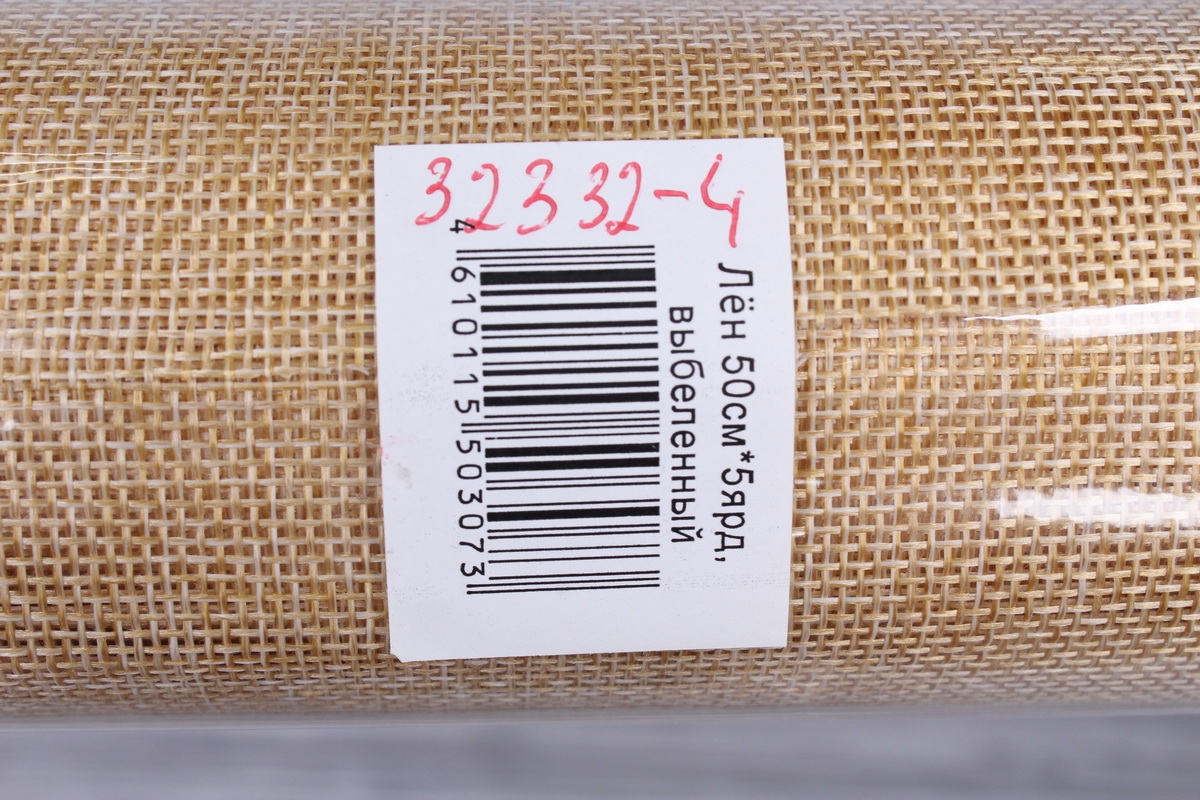 32332-4
Лён 50см*5ярд,
выбеленный
4 610115 503073